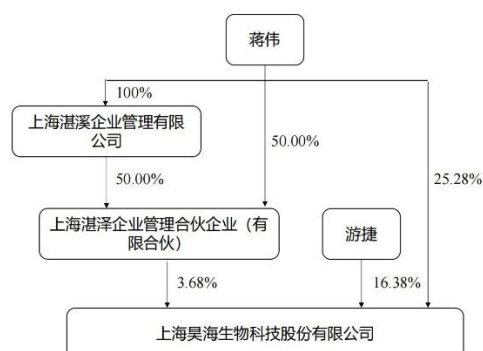 蒋伟
100%
上海湛溪企业管理有限
公司
50.00%
50.00%
25.28%
上海湛泽企业管理合伙企业（有
限合伙）
游捷
3.68%
16.38%
上海昊海生物科技股份有限公司